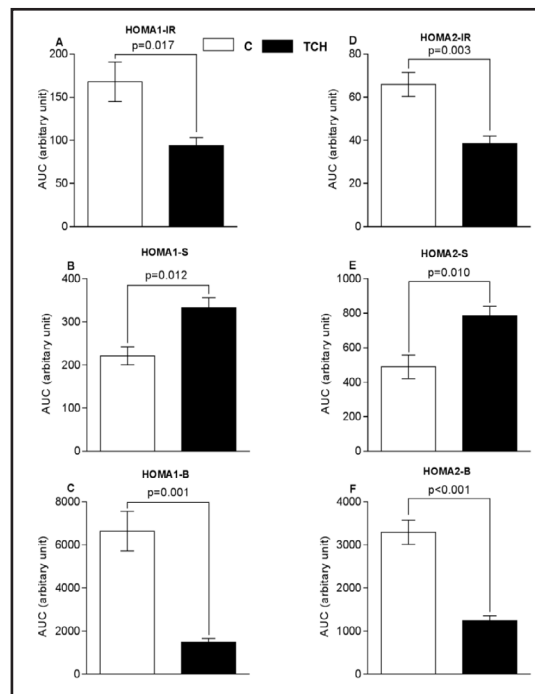 HOMA1-IR
A
p=0.017
C
TCH
AUC (arbitary unit)
200
150
100
50
0
HOMA2-IR
D
p=0.003
AUC (arbitary unit)
80
60
40
20
0
HOMA1-S
B
p=0.012
AUC (arbitary unit)
400
300
200
100
0
HOMA2-S
E
p=0.010
AUC (arbitary unit)
1000
800
600
400
200
0
HOMA1-B
C
p=0.001
AUC (arbitary unit)
8000
6000
4000
2000
0
HOMA2-B
F
p<0.001
AUC (arbitary unit)
4000
3000
2000
1000
0